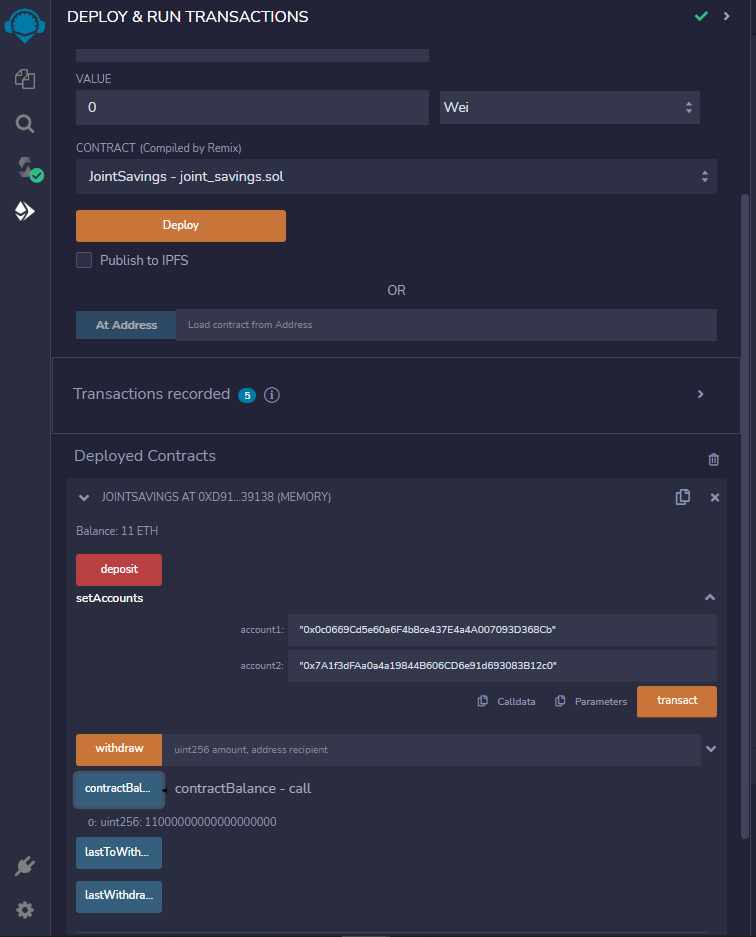 DEPLOY & RUN TRANSACTIONS
VALUE
0
Wei
CONTRACT (Compiled by Remix)
JointSavings - joint_savings.sol
Deploy
Publish to IPFS
OR
At Address
Load contract from Address
Transactions recorded 5 i
Deployed Contracts
JOINTSAVINGS AT 0XD91...39138 (MEMORY)
Balance: 11 ETH
deposit
setAccounts
account1: "0x0c0669Cd5e60a6F4b8ce437E4a4A007093D368Cb"
account2: "0x7A1f3dFAa0a4a19844B606CD6e91d693083B12c0"
Calldata
Parameters
transact
withdraw
uint256 amount, address recipient
contractBal...
contractBalance - call
0: uint256: 11000000000000000000
lastToWith...
lastWithdra...